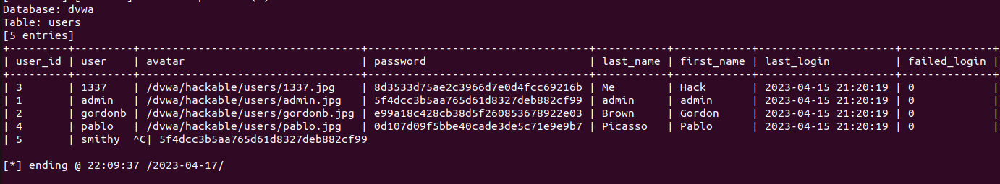 Database: dvwa
Table: users
[5 entries]
+---------+---------+----------------------------------+----------------------------------+-----------+------------+---------------------+--------------+
| user_id | user    | avatar                           | password                         | last_name | first_name | last_login          | failed_login |
+---------+---------+----------------------------------+----------------------------------+-----------+------------+---------------------+--------------+
| 3       | 1337    | /dvwa/hackable/users/1337.jpg    | 8d3533d75ae2c3966d7e0d4fcc69216b | Me        | Hack       | 2023-04-15 21:20:19 | 0            |
| 1       | admin   | /dvwa/hackable/users/admin.jpg   | 5f4dcc3b5aa765d61d8327deb882cf99 | admin     | admin      | 2023-04-15 21:20:19 | 0            |
| 2       | gordonb | /dvwa/hackable/users/gordonb.jpg | e99a18c428cb38d5f260853678922e03 | Brown     | Gordon     | 2023-04-15 21:20:19 | 0            |
| 4       | pablo   | /dvwa/hackable/users/pablo.jpg   | 0d107d09f5bbe40cade3de5c71e9e9b7 | Picasso   | Pablo      | 2023-04-15 21:20:19 | 0            |
| 5       | smithy  ^C| 5f4dcc3b5aa765d61d8327deb882cf99
[*] ending @ 22:09:37 /2023-04-17/